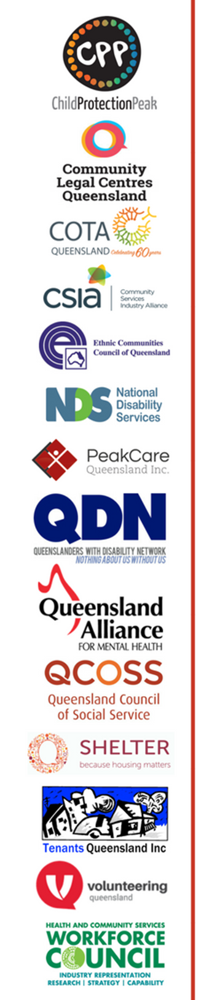 CPP
ChildProtectionPeak
Community
Legal Centres
Queensland
COTA
QUEENSLAND Celebrating 60 years
csia
Community
Services
Industry Alliance
Ethnic Communities
Council of Queensland
NDS
National
Disability
Services
PeakCare
Queensland Inc.
QDN
QUEENSLANDERS WITH DISABILITY NETWORK
NOTHING ABOUT US WITHOUT US
Queensland
Alliance
FOR MENTAL HEALTH
QCOSS
Queensland Council
of Social Service
SHELTER
because housing matters
Tenants Queensland Inc
volunteering
queensland
HEALTH AND COMMUNITY SERVICES
WORKFORCE
COUNCIL
INDUSTRY REPRESENTATION
RESEARCH | STRATEGY | CAPABILITY